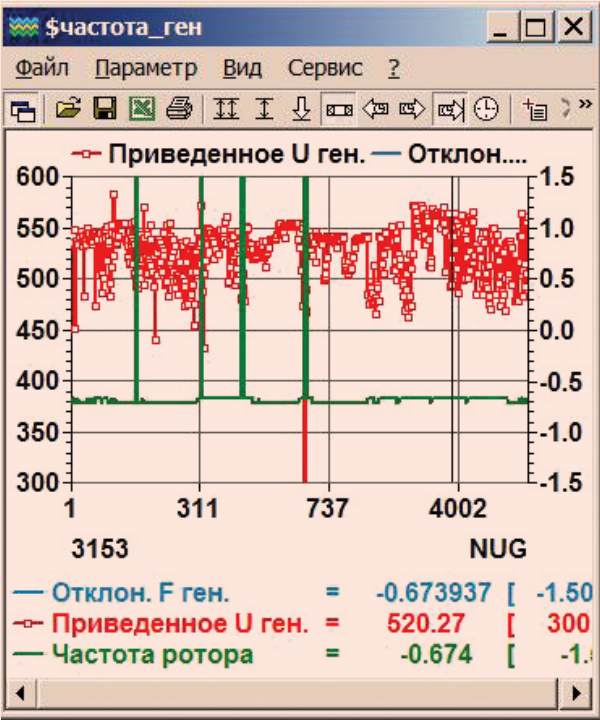 $частота_ген
Файл Параметр Вид Сервис ?
Приведенное U ген. Отклон....
600 1.5
550 1.0
500 0.5
450 0.0
400 -0.5
350 -1.0
300 -1.5
1 311 737 4002
3153 NUG
Отклон. F ген. = -0.673937 [ -1.50
Приведенное U ген. = 520.27 [ 300
Частота ротора = -0.674 [